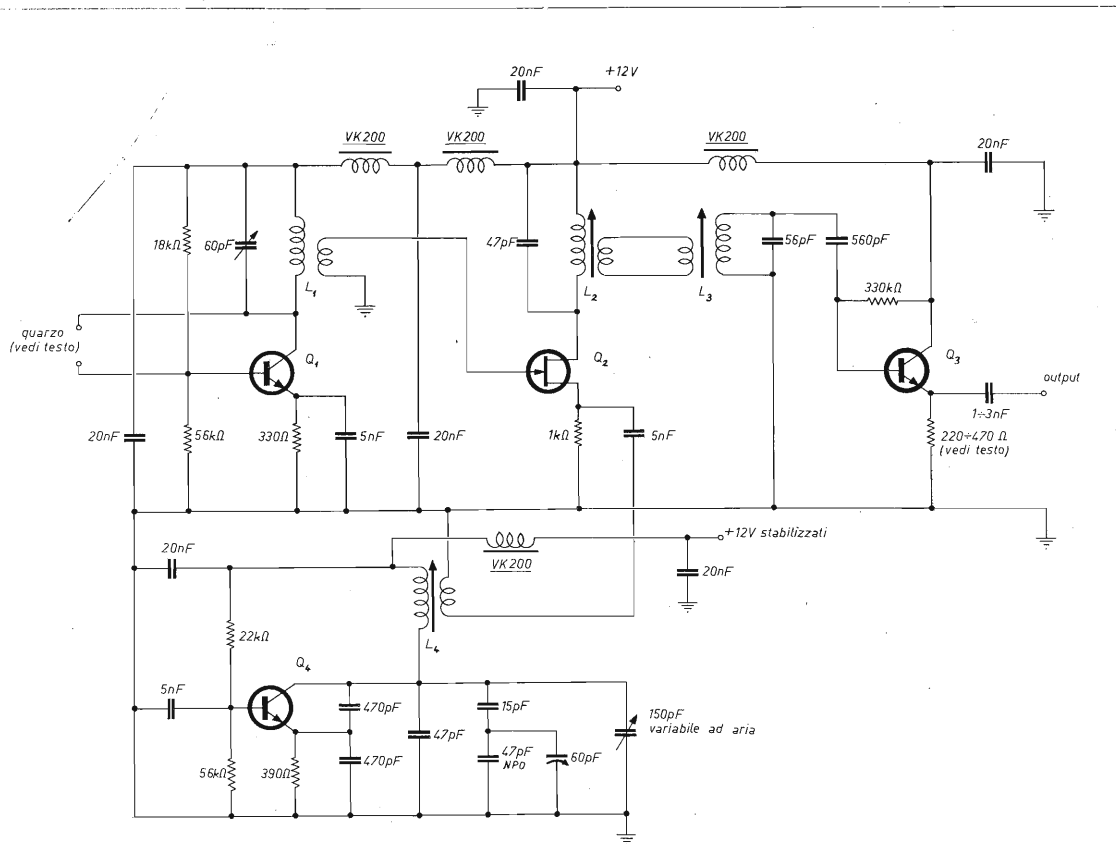 20nF
+12V
VK200
VK200
VK200
20nF
18kΩ
60pF
47pF
56pF
560pF
L1
L2
L3
330kΩ
quarzo
(vedi testo)
Q1
Q2
Q3
output
1÷3nF
20nF
56kΩ
330Ω
5nF
20nF
1kΩ
5nF
220÷470 Ω
(vedi testo)
+12V stabilizzati
20nF
VK200
20nF
22kΩ
L4
Q4
5nF
470pF
15pF
150pF
variabile ad aria
47pF
56kΩ
390Ω
470pF
47pF
NPO
60pF